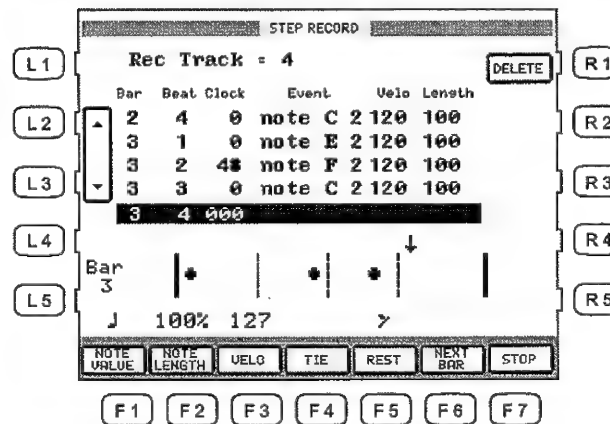 STEP RECORD
L1 Rec Track = 4 DELETE R1
Bar Beat Clock Event Velo Length
L2 2 4 0 note C 2 120 100 R2
3 1 0 note E 2 120 100
3 2 48 note F 2 120 100
L3 3 3 0 note C 2 120 100 R3
3 4 000
L4 R4
Bar
3
L5 R5
100% 127 >
NOTE VALUE NOTE LENGTH VELO TIE REST NEXT BAR STOP
F1 F2 F3 F4 F5 F6 F7